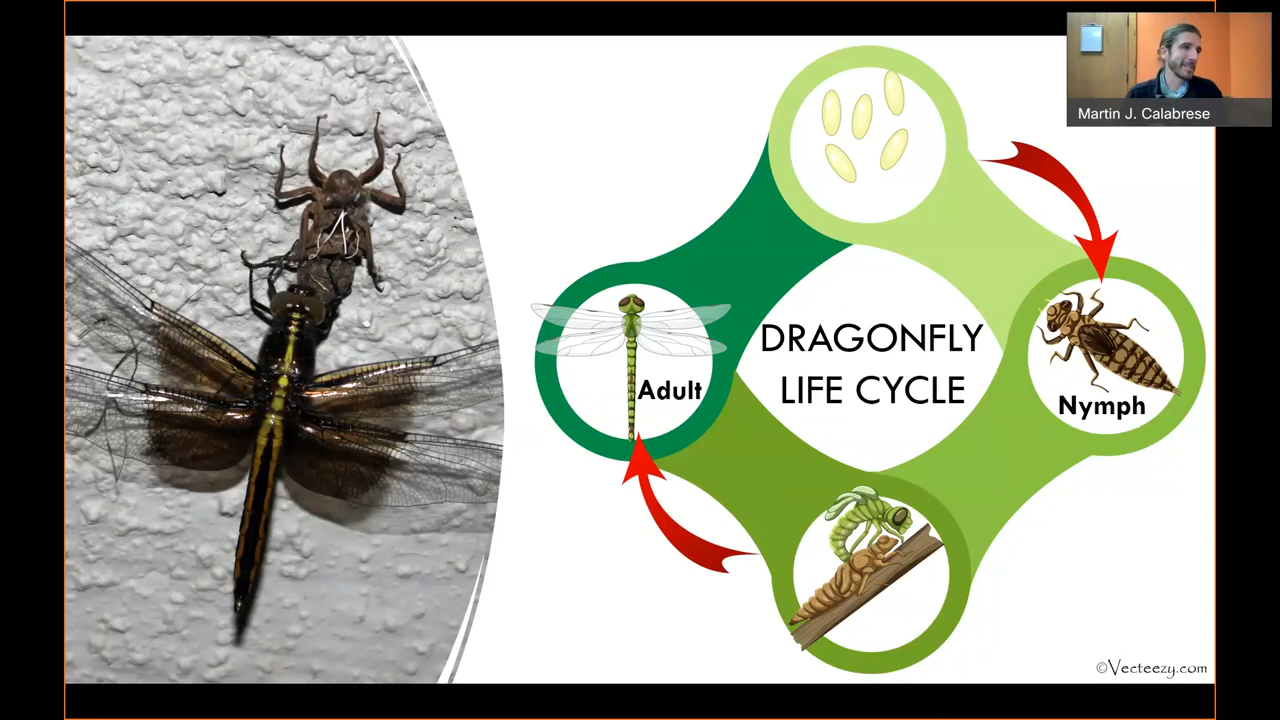 Martin J. Calabrese
DRAGONFLY
LIFE CYCLE
Adult
Nymph
©Vecteezy.com